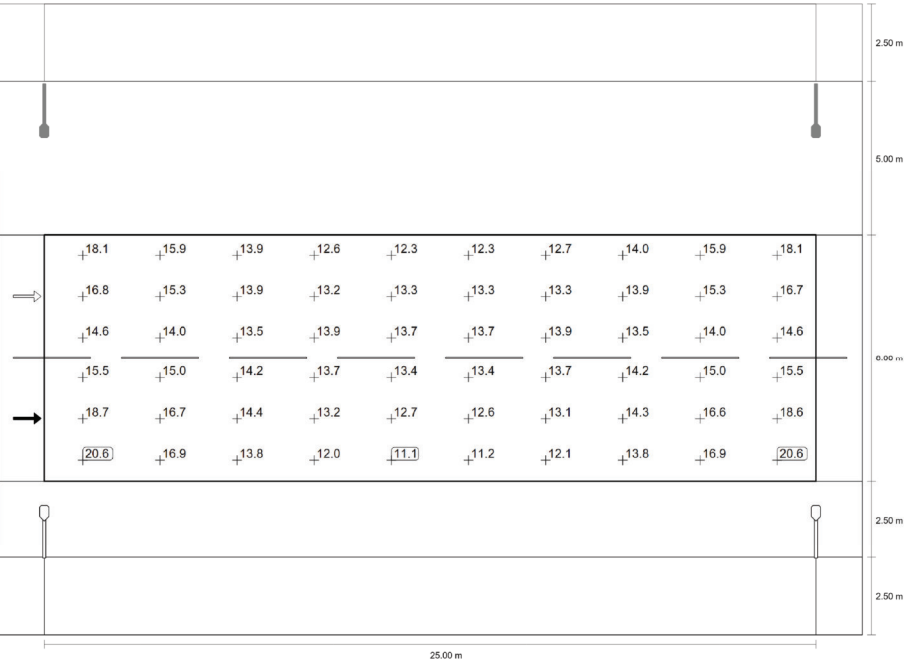 2.50 m
5.00 m
18.1 15.9 13.9 12.6 12.3 12.3 12.7 14.0 15.9 18.1
16.8 15.3 13.9 13.2 13.3 13.3 13.3 13.9 15.3 16.7
14.6 14.0 13.5 13.9 13.7 13.7 13.9 13.5 14.0 14.6
15.5 15.0 14.2 13.7 13.4 13.4 13.7 14.2 15.0 15.5
18.7 16.7 14.4 13.2 12.7 12.6 13.1 14.3 16.6 18.6
20.6 16.9 13.8 12.0 11.1 11.2 12.1 13.8 16.9 20.6
2.50 m
2.50 m
25.00 m